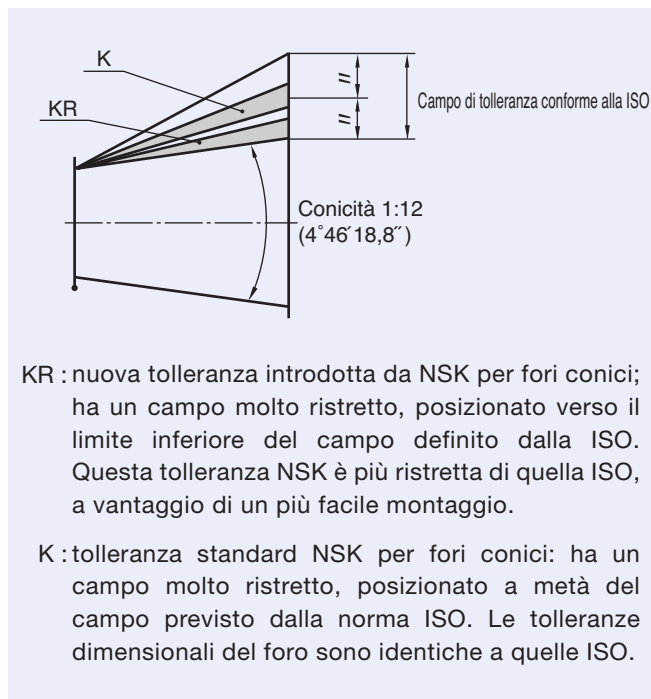 K
KR
=
=
Campo di tolleranza conforme alla ISO
Conicità 1:12
(4˚46´18,8˝)
KR : nuova tolleranza introdotta da NSK per fori conici;
ha un campo molto ristretto, posizionato verso il
limite inferiore del campo definito dalla ISO.
Questa tolleranza NSK è più ristretta di quella ISO,
a vantaggio di un più facile montaggio.
K : tolleranza standard NSK per fori conici: ha un
campo molto ristretto, posizionato a metà del
campo previsto dalla norma ISO. Le tolleranze
dimensionali del foro sono identiche a quelle ISO.